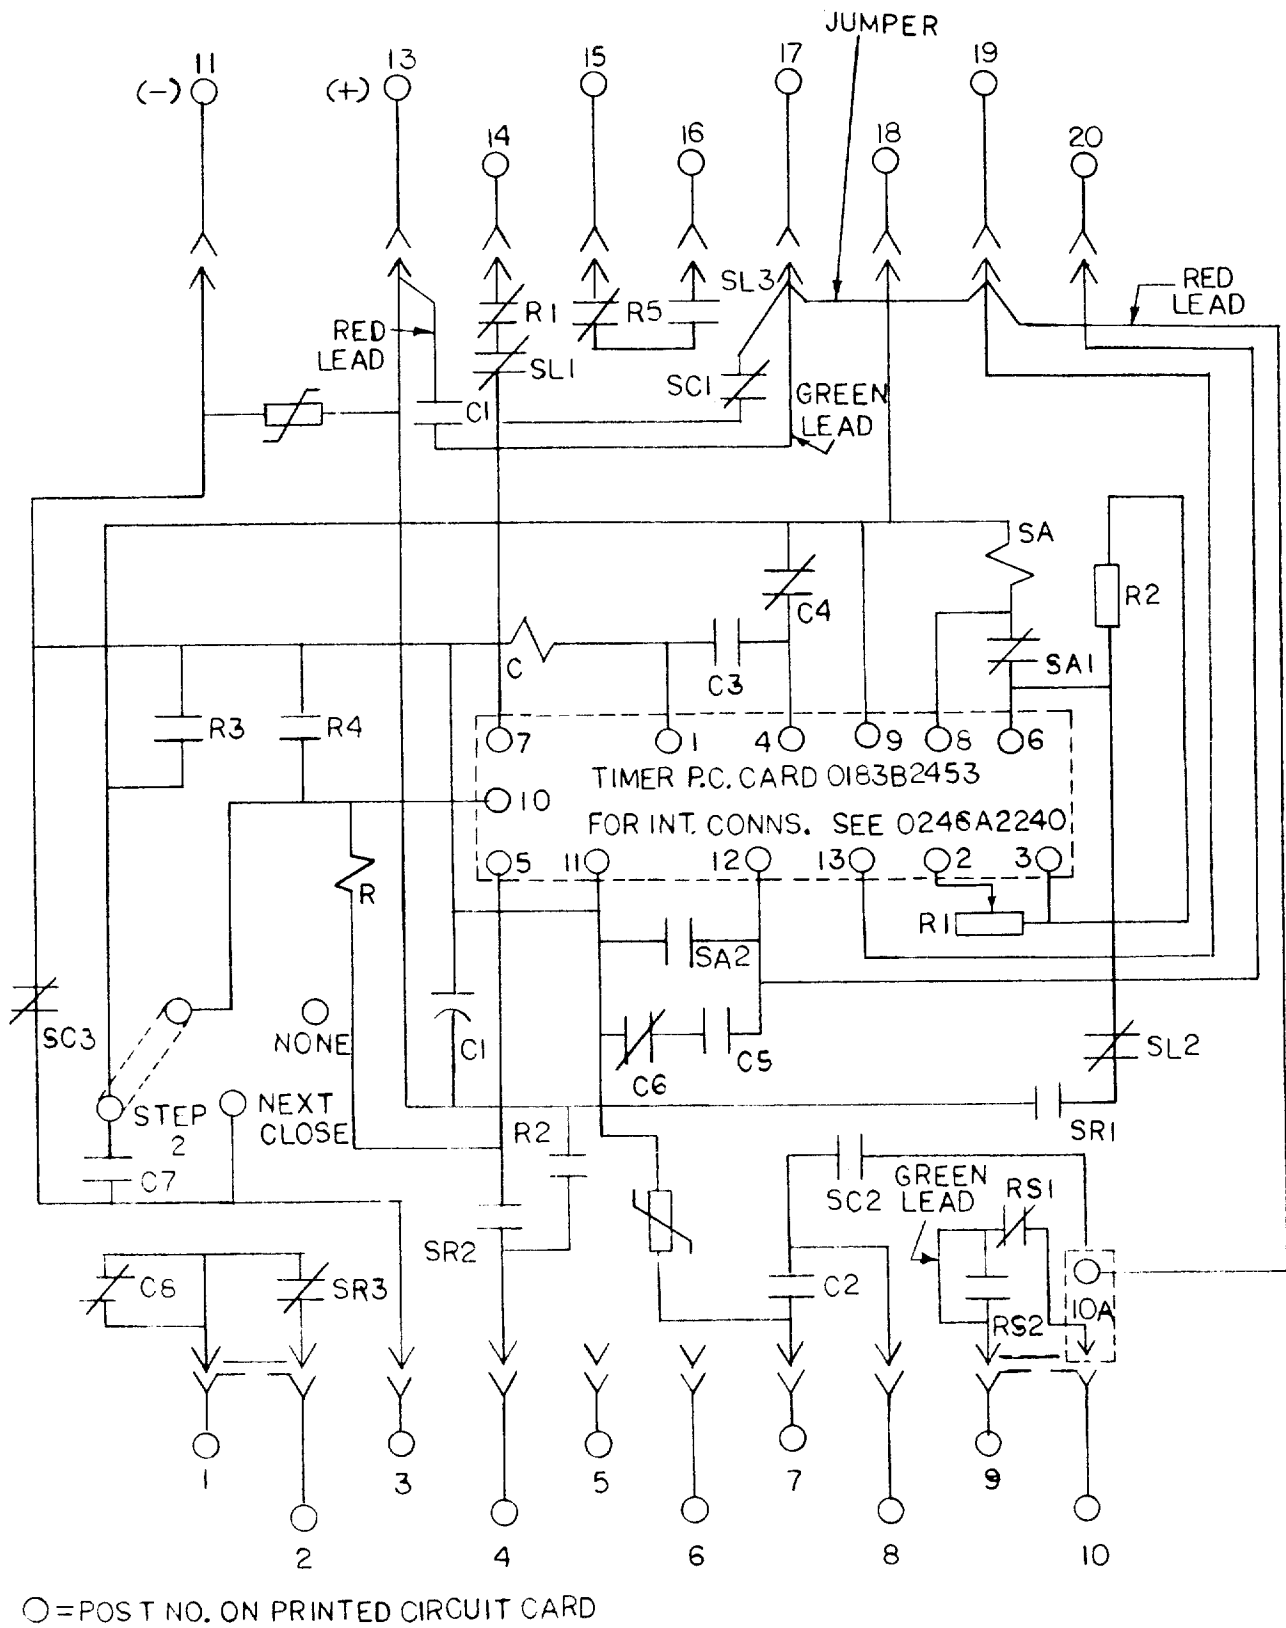 JUMPER
11
13
15
17
19
(-)
(+)
14
16
18
20
SL3
RED
LEAD
R1
R5
RED
LEAD
SL1
SC1
GREEN
LEAD
C1
SA
C4
R2
C
C3
SA1
R3
R4
7
1
4
9
8
6
TIMER P.C. CARD 0183B2453
10
FOR INT. CONNS. SEE 0246A2240
5
11
12
13
2
3
R
R1
SA2
SC3
NONE
C1
C6
C5
SL2
STEP
2
NEXT
CLOSE
R2
SR1
C7
SC2
GREEN
LEAD
RS1
SR2
C8
SR3
C2
RS2
10A
1
3
5
7
9
2
4
6
8
10
=POST NO. ON PRINTED CIRCUIT CARD